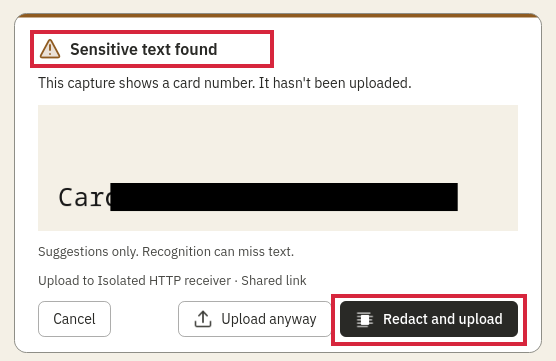 Sensitive text found
This capture shows a card number. It hasn't been uploaded.
Card
Suggestions only. Recognition can miss text.
Upload to Isolated HTTP receiver · Shared link
Cancel
Upload anyway
Redact and upload